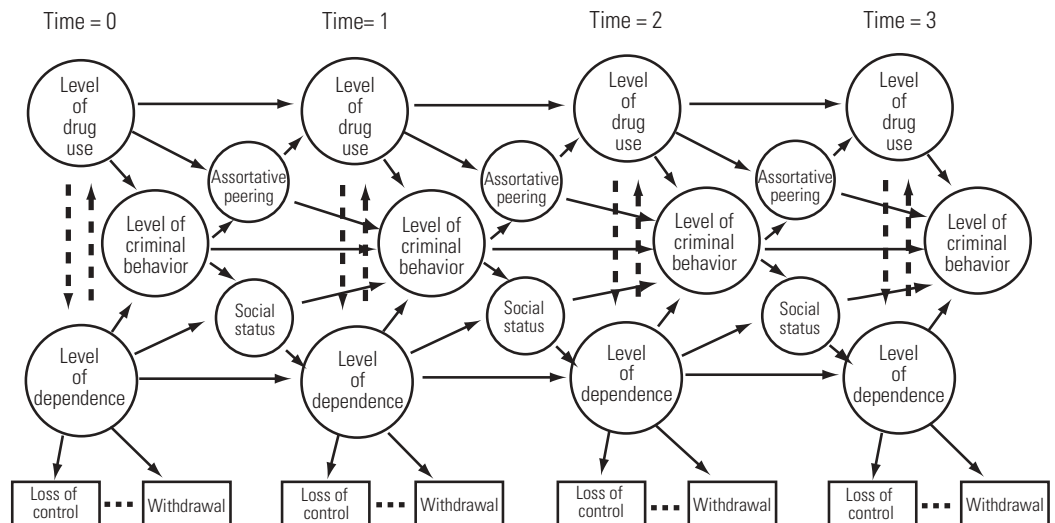 Time = 0
Time= 1
Time = 2
Time = 3
Level
of
drug
use
Level
of
drug
use
Level
of
drug
use
Level
of
drug
use
Assortative
peering
Assortative
peering
Assortative
peering
Level of
criminal
behavior
Level of
criminal
behavior
Level of
criminal
behavior
Level of
criminal
behavior
Social
status
Social
status
Social
status
Level
of
dependence
Level
of
dependence
Level
of
dependence
Level
of
dependence
Loss of
control
Withdrawal
Loss of
control
Withdrawal
Loss of
control
Withdrawal
Loss of
control
Withdrawal